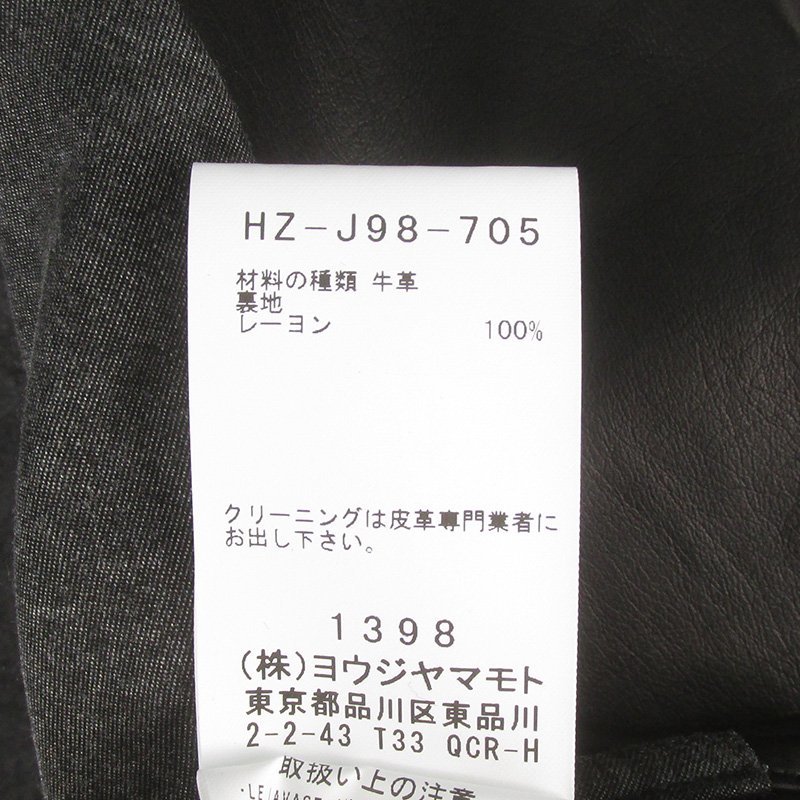 HZ-J98-705
材料の種類 牛革
裏地
レーヨン 100%
クリーニングは皮革専門業者に
お出し下さい。
1398
(株)ヨウジヤマモト
東京都品川区東品川
2-2-43 T33 QCR-H
取扱い上の注意